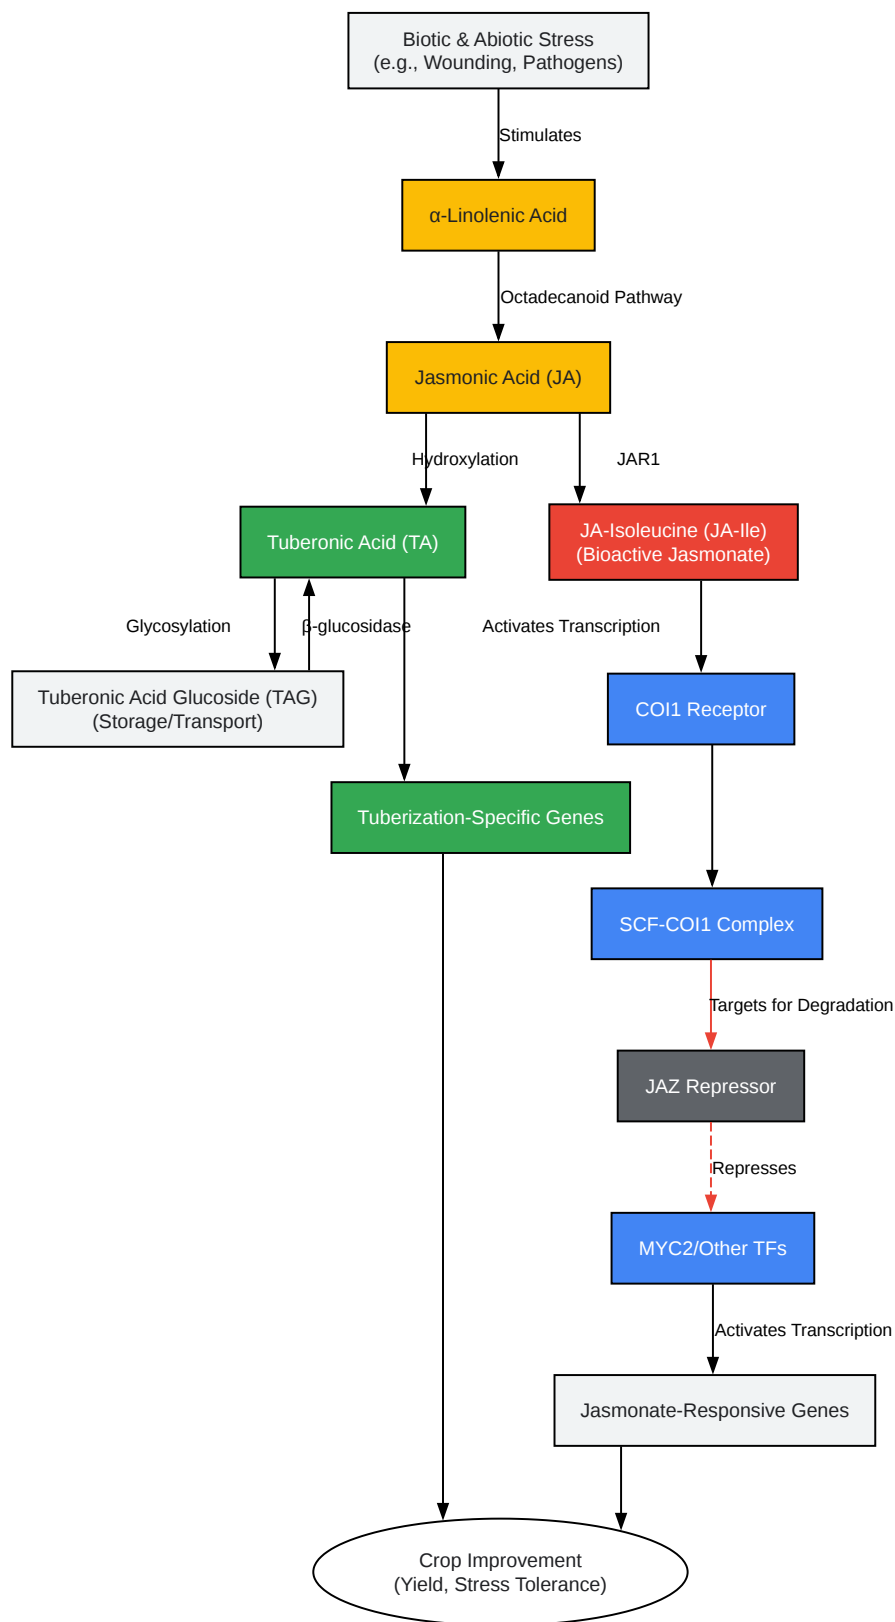 Biotic & Abiotic Stress
(e.g., Wounding, Pathogens)
Stimulates
α-Linolenic Acid
Octadecanoid Pathway
Jasmonic Acid (JA)
Hydroxylation
JAR1
Tuberonic Acid (TA)
JA-Isoleucine (JA-Ile)
(Bioactive Jasmonate)
Glycosylation
β-glucosidase
Activates Transcription
Tuberonic Acid Glucoside (TAG)
(Storage/Transport)
COI1 Receptor
Tuberization-Specific Genes
SCF-COI1 Complex
Targets for Degradation
JAZ Repressor
Represses
MYC2/Other TFs
Activates Transcription
Jasmonate-Responsive Genes
Crop Improvement
(Yield, Stress Tolerance)